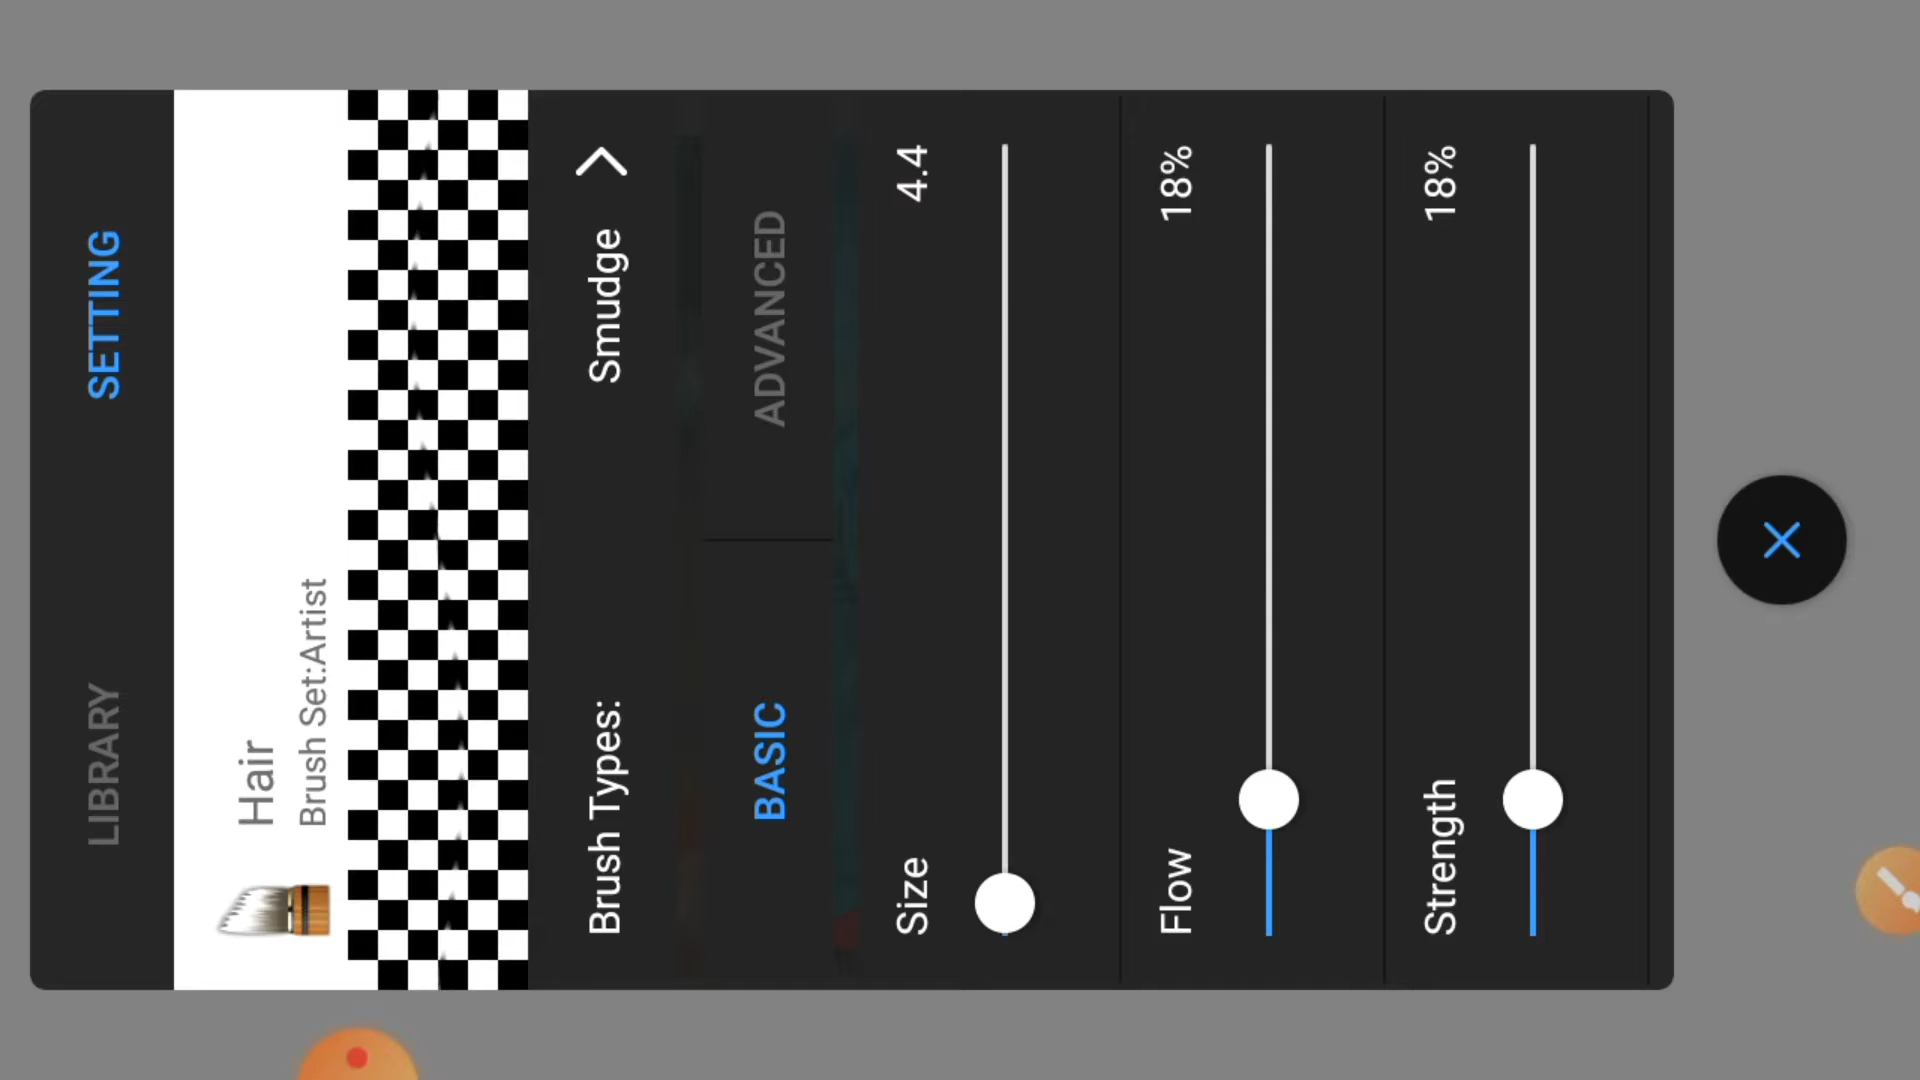 LIBRARY SETTING
Hair
Brush Set:Artist
Brush Types: Smudge
BASIC ADVANCED
Size 4.4
Flow 18%
Strength 18%